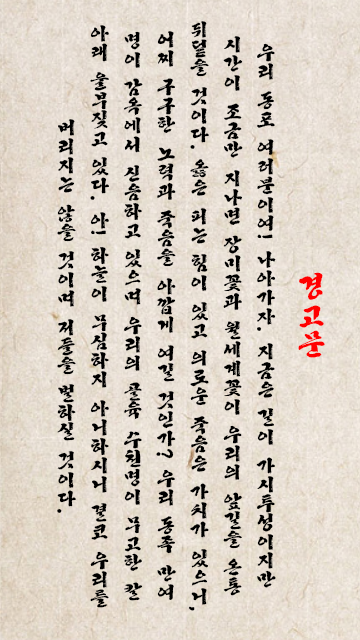 경고문
우리 동포 여러분이여! 나아가자. 지금은 길이 가시투성이지만
시간이 조금만 지나면 장미꽃과 월세계꽃이 우리의 앞길을 온통
뒤덮을 것이다. 옳은 피는 힘이 있고 의로운 죽음은 가치가 있으니,
어찌 구구한 노력과 죽음을 아깝게 여길 것인가? 우리 동족 만여
명이 감옥에서 신음하고 있으며 우리의 골육 수천명이 무고한 칼
아래 울부짖고 있다. 아! 하늘이 무심하지 아니하시니 결코 우리를
버리지는 않을 것이며 저들을 벌하실 것이다.